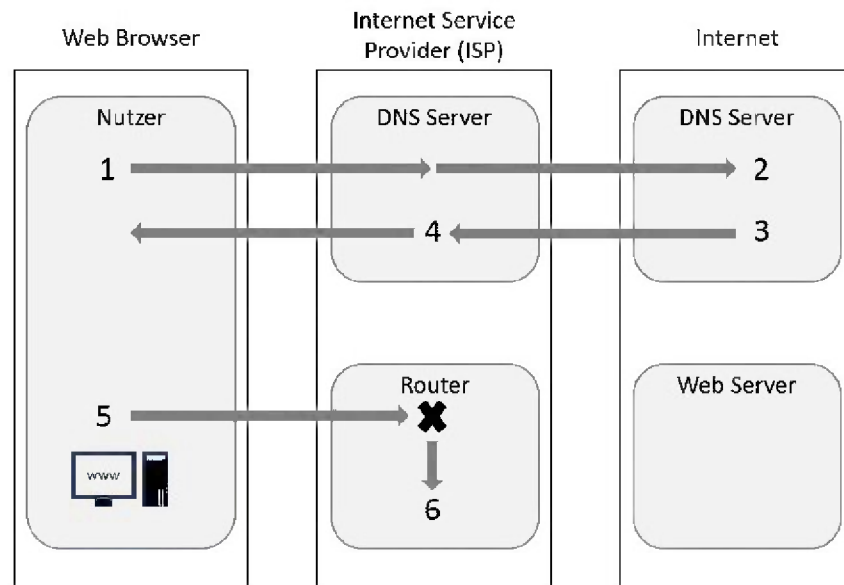 Web Browser
Internet Service
Provider (ISP)
Internet
Nutzer
DNS Server
DNS Server
1
2
4
3
Router
Web Server
5
www
6